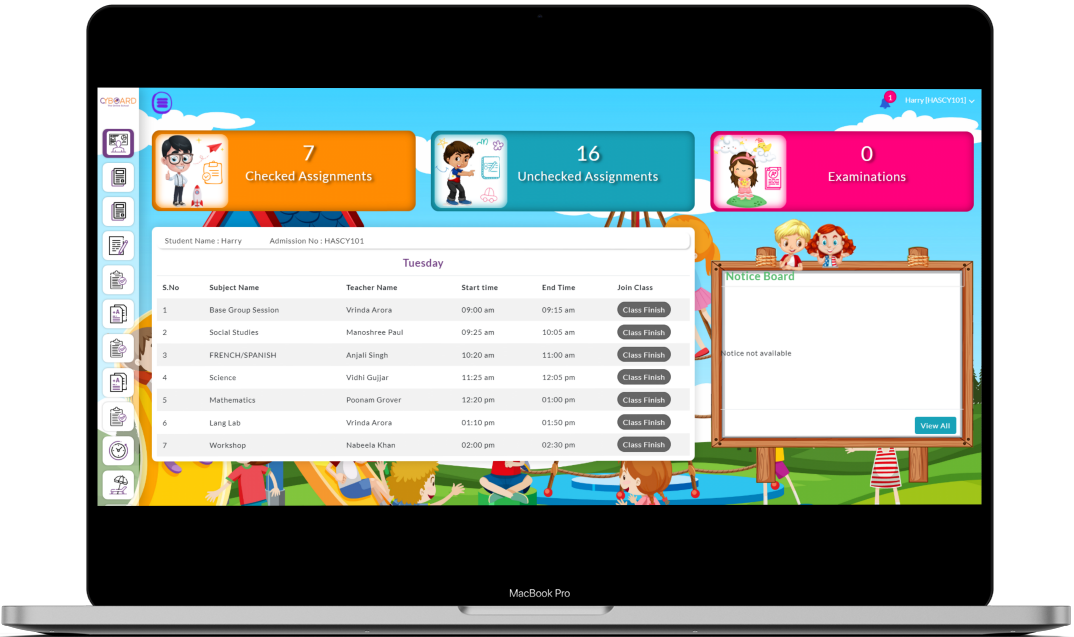 CYBOARD
1
Harry [HASCY101]
7
Checked Assignments
16
Unchecked Assignments
0
Examinations
Student Name : Harry Admission No : HASCY101
Tuesday
S.No Subject Name Teacher Name Start time End Time Join Class
1 Base Group Session Vrinda Arora 09:00 am 09:15 am Class Finish
2 Social Studies Manoshree Paul 09:25 am 10:05 am Class Finish
3 FRENCH/SPANISH Anjali Singh 10:20 am 11:00 am Class Finish
4 Science Vidhi Gujjar 11:25 am 12:05 pm Class Finish
5 Mathematics Poonam Grover 12:20 pm 01:00 pm Class Finish
6 Lang Lab Vrinda Arora 01:10 pm 01:50 pm Class Finish
7 Workshop Nabeela Khan 02:00 pm 02:30 pm Class Finish
Notice Board
Notice not available
View All
MacBook Pro